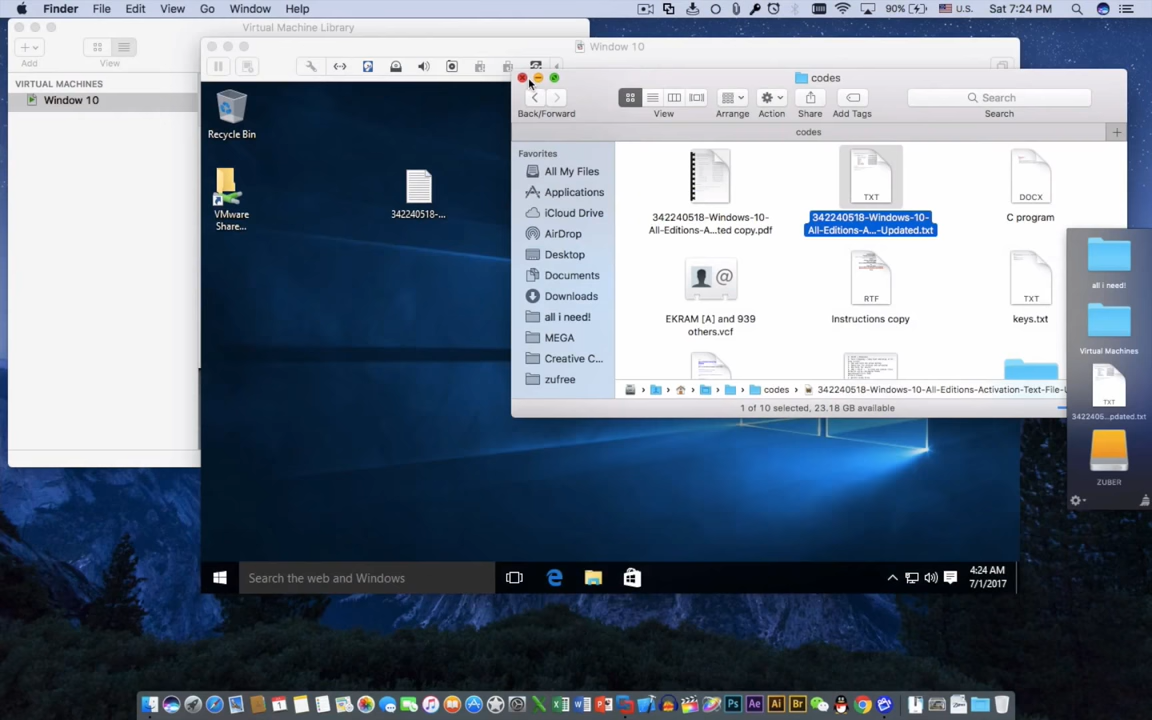 Finder File Edit View Go Window Help
90% U.S. Sat 7:24 PM
Virtual Machine Library
Add View
VIRTUAL MACHINES
Window 10
Window 10
Recycle Bin
VMware
Share...
342240518-...
codes
Back/Forward View Arrange Action Share Add Tags Search
Search
codes
Favorites
All My Files
Applications
iCloud Drive
AirDrop
Desktop
Documents
Downloads
all i need!
MEGA
Creative C...
zufree
TXT
DOCX
342240518-Windows-10-
All-Editions-A...ted copy.pdf
342240518-Windows-10-
All-Editions-A...-Updated.txt
C program
RTF
TXT
EKRAM [A] and 939
others.vcf
Instructions copy
keys.txt
codes 342240518-Windows-10-All-Editions-Activation-Text-File-U
1 of 10 selected, 23.18 GB available
all i need!
Virtual Machines
TXT
3422405...pdated.txt
ZUBER
Search the web and Windows
4:24 AM
7/1/2017
Ps Ae Ai Br